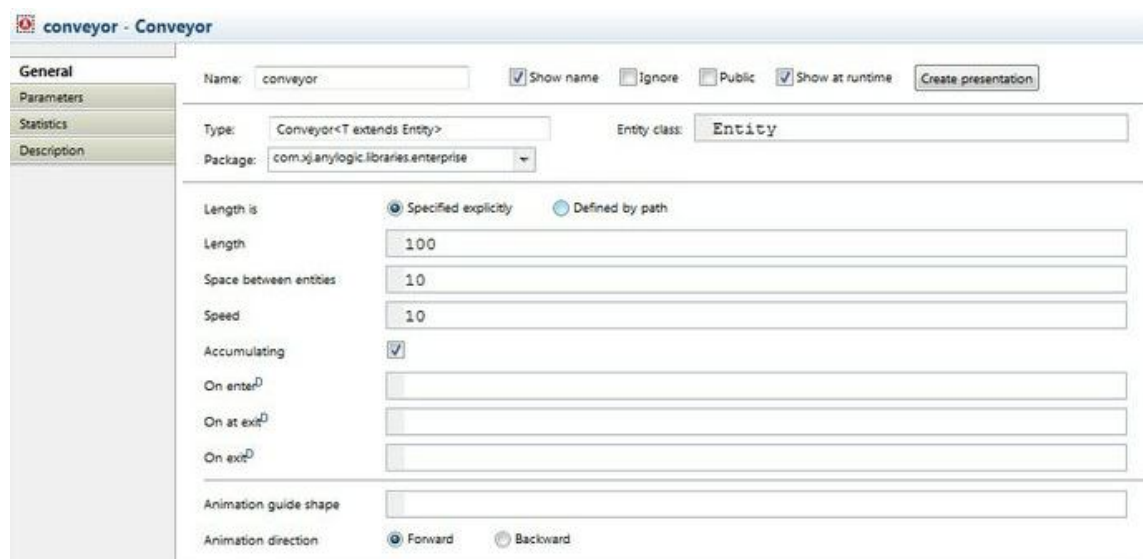 conveyor - Conveyor
General
Parameters
Statistics
Description
Name: conveyor Show name Ignore Public Show at runtime Create presentation
Type: Conveyor<T extends Entity> Entity class: Entity
Package: com.xj.anylogic.libraries.enterprise
Length is Specified explicitly Defined by path
Length 100
Space between entities 10
Speed 10
Accumulating
On enterD
On at exitD
On exitD
Animation guide shape
Animation direction Forward Backward